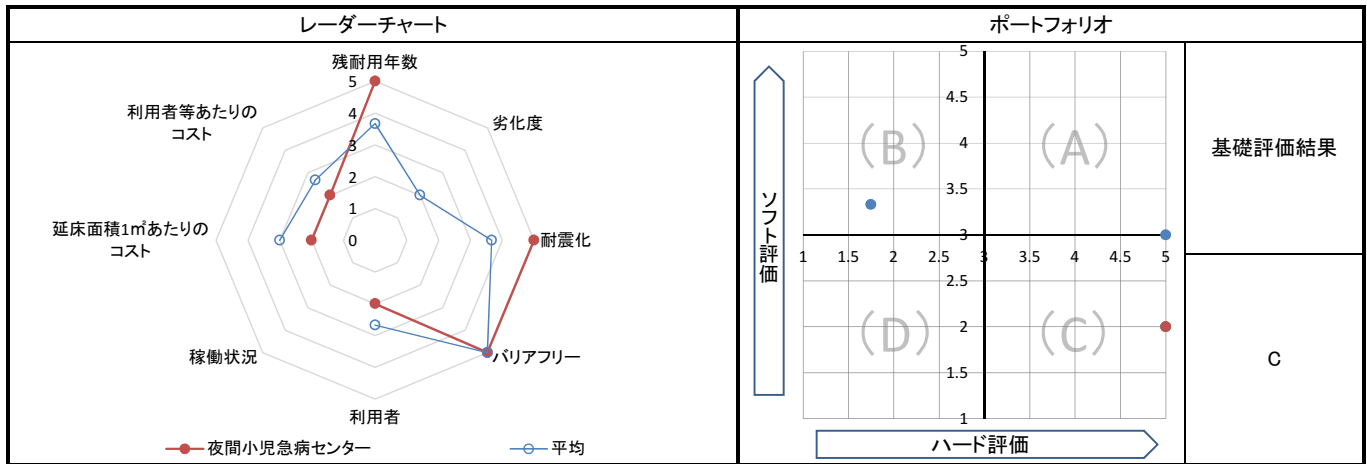 レーダーチャート
残耐用年数
劣化度
耐震化
バリアフリー
利用者
稼働状況
延床面積1㎡あたりの
コスト
利用者等あたりの
コスト
5
4
3
2
1
0
夜間小児急病センター
平均
ポートフォリオ
ソフト評価
5
4.5
4
3.5
3
2.5
2
1.5
1
1 1.5 2 2.5 3 3.5 4 4.5 5
(B)
(A)
(D)
(C)
ハード評価
基礎評価結果
C